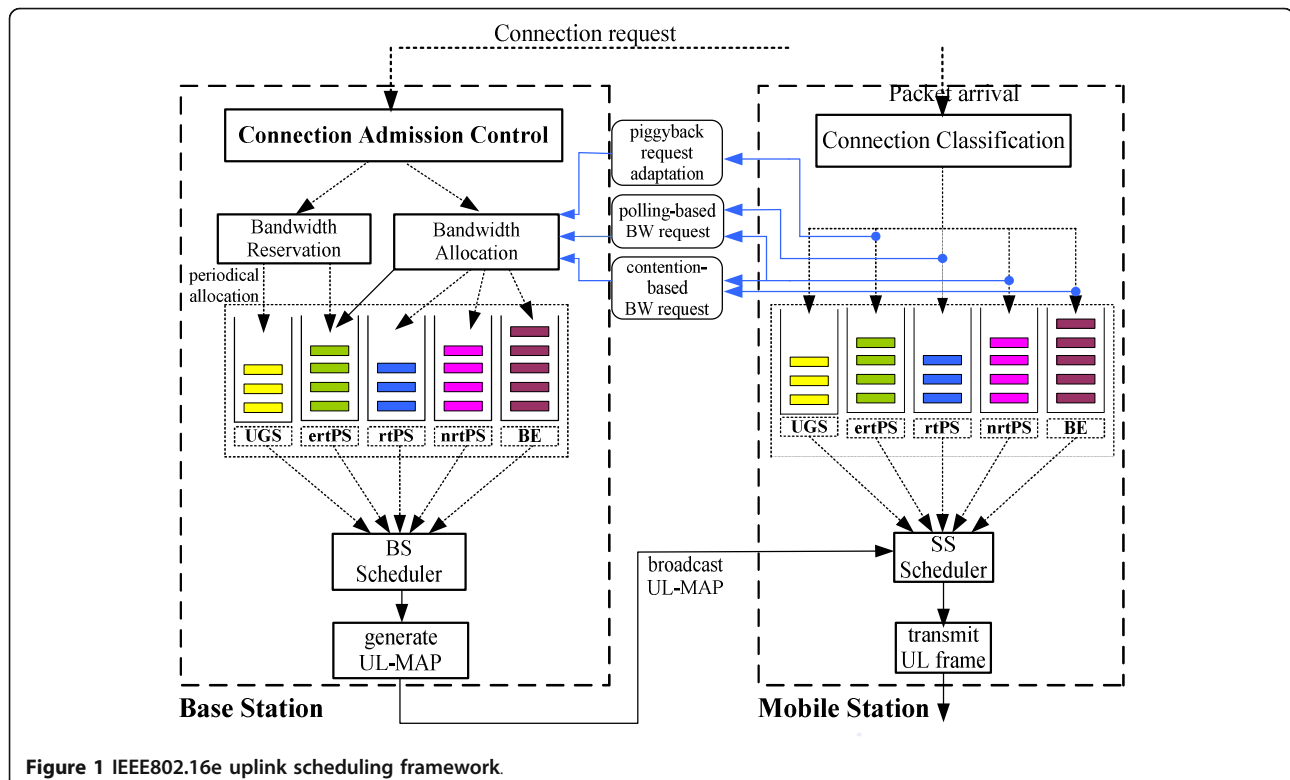 Connection request
Packet arrival
Connection Admission Control
piggyback
request
adaptation
Connection Classification
Bandwidth
Reservation
Bandwidth
Allocation
polling-based
BW request
periodical
allocation
contention-
based
BW request
UGS
ertPS
rtPS
nrtPS
BE
UGS
ertPS
rtPS
nrtPS
BE
BS
Scheduler
broadcast
UL-MAP
SS
Scheduler
generate
UL-MAP
transmit
UL frame
Base Station
Mobile Station
Figure 1 IEEE802.16e uplink scheduling framework.